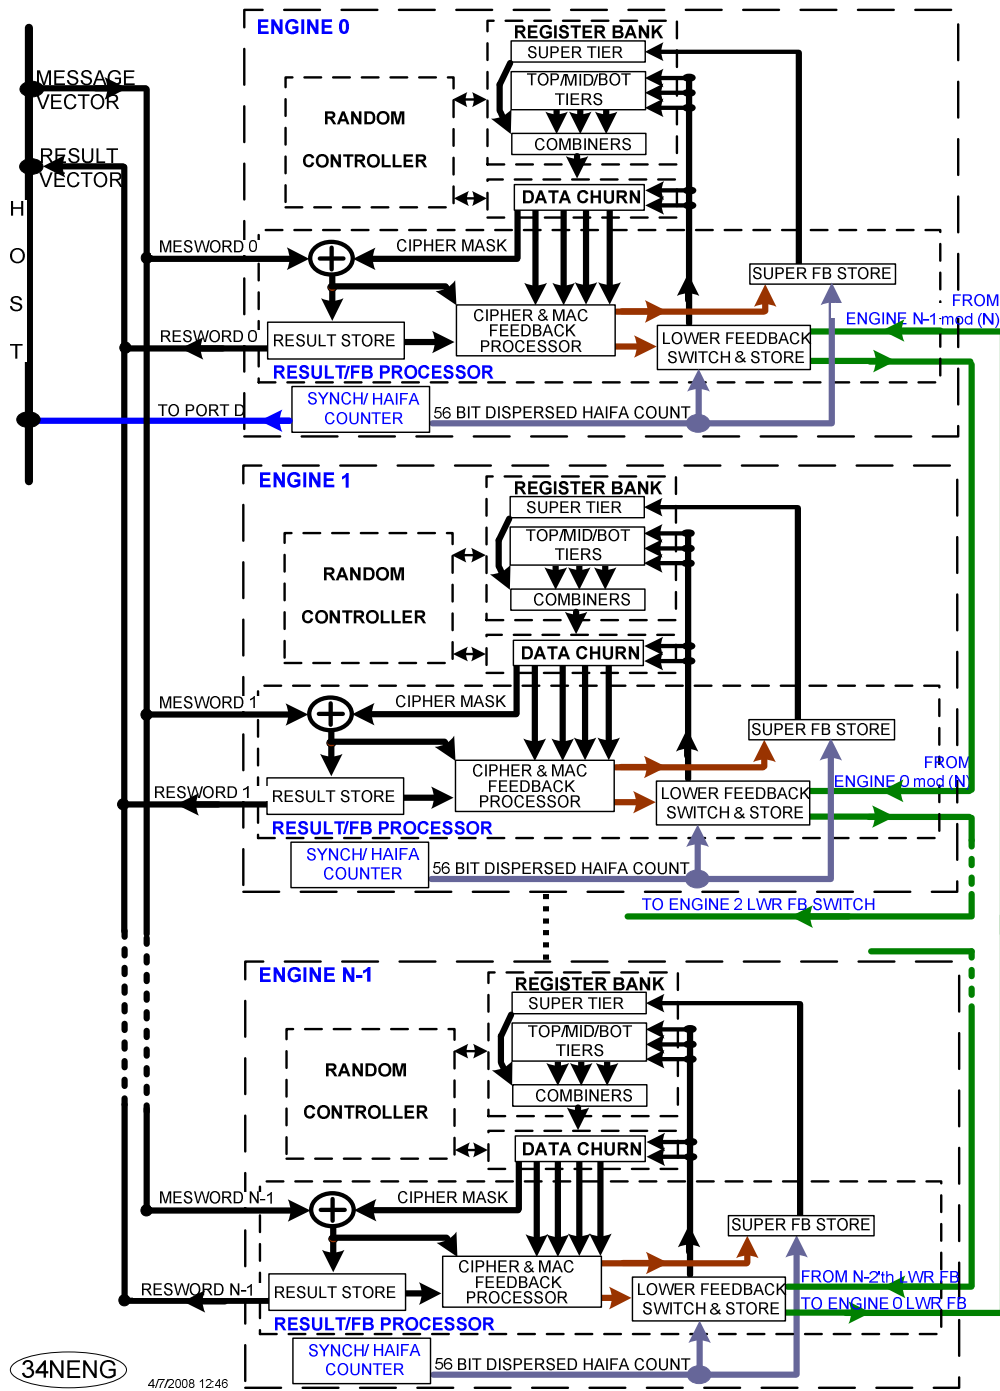 ENGINE 0
REGISTER BANK
SUPER TIER
MESSAGE
VECTOR
TOP/MID/BOT
TIERS
RANDOM
CONTROLLER
COMBINERS
RESULT
VECTOR
DATA CHURN
H
O
S
T
MESWORD 0
CIPHER MASK
SUPER FB STORE
FROM
ENGINE N-1 mod (N)
CIPHER & MAC
FEEDBACK
PROCESSOR
RESWORD 0
RESULT STORE
LOWER FEEDBACK
SWITCH & STORE
RESULT/FB PROCESSOR
SYNCH/ HAIFA
COUNTER
TO PORT D
56 BIT DISPERSED HAIFA COUNT
ENGINE 1
REGISTER BANK
SUPER TIER
TOP/MID/BOT
TIERS
RANDOM
CONTROLLER
COMBINERS
DATA CHURN
MESWORD 1
CIPHER MASK
SUPER FB STORE
FROM
ENGINE 0 mod (N)
CIPHER & MAC
FEEDBACK
PROCESSOR
RESWORD 1
RESULT STORE
LOWER FEEDBACK
SWITCH & STORE
RESULT/FB PROCESSOR
SYNCH/ HAIFA
COUNTER
56 BIT DISPERSED HAIFA COUNT
TO ENGINE 2 LWR FB SWITCH
ENGINE N-1
REGISTER BANK
SUPER TIER
TOP/MID/BOT
TIERS
RANDOM
CONTROLLER
COMBINERS
DATA CHURN
MESWORD N-1
CIPHER MASK
SUPER FB STORE
CIPHER & MAC
FEEDBACK
PROCESSOR
FROM N-2'th LWR FB
RESWORD N-1
RESULT STORE
LOWER FEEDBACK
SWITCH & STORE
TO ENGINE 0 LWR FB
RESULT/FB PROCESSOR
SYNCH/ HAIFA
COUNTER
56 BIT DISPERSED HAIFA COUNT
34NENG
4/7/2008 12:46